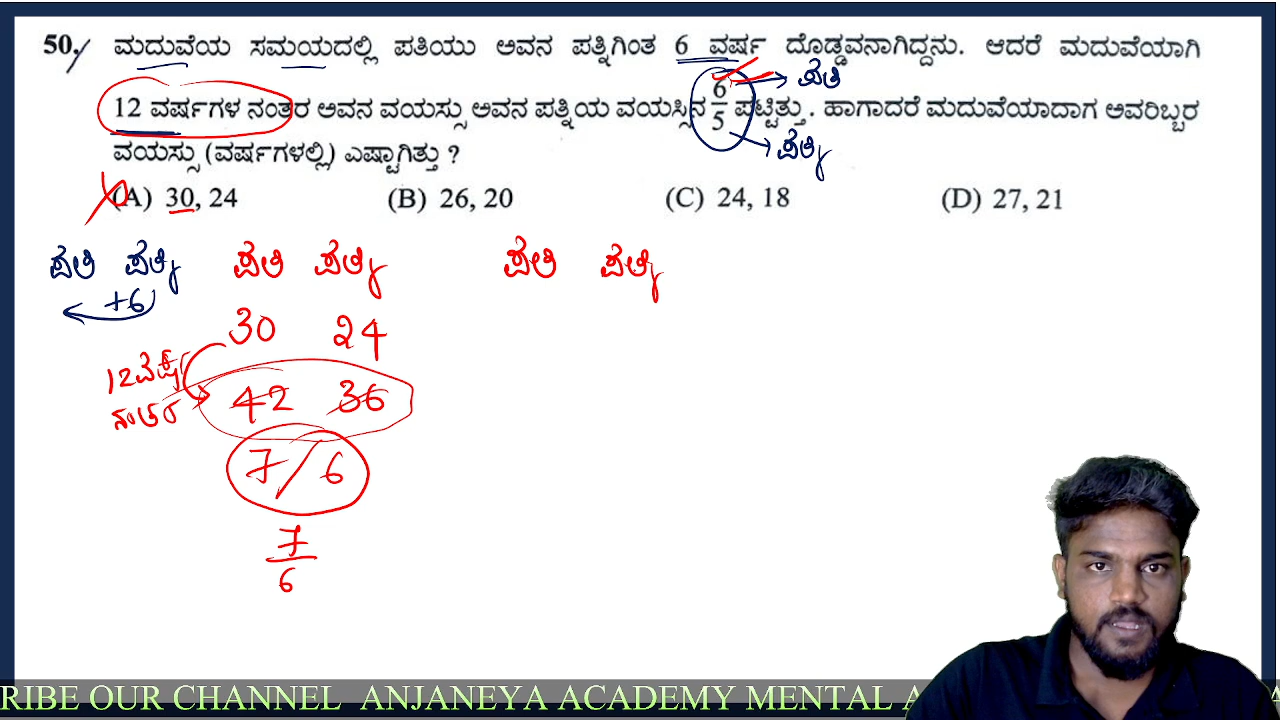 50, ಮದುವೆಯ ಸಮಯದಲ್ಲಿ ಪತಿಯು ಅವನ ಪತ್ನಿಗಿಂತ 6 ವರ್ಷ ದೊಡ್ಡವನಾಗಿದ್ದನು. ಆದರೆ ಮದುವೆಯಾಗಿ
12 ವರ್ಷಗಳ ನಂತರ ಅವನ ವಯಸ್ಸು ಅವನ ಪತ್ನಿಯ ವಯಸ್ಸಿನ 6/5 ಪಟ್ಟಿತ್ತು. ಹಾಗಾದರೆ ಮದುವೆಯಾದಾಗ ಅವರಿಬ್ಬರ
ವಯಸ್ಸು (ವರ್ಷಗಳಲ್ಲಿ) ಎಷ್ಟಾಗಿತ್ತು ?
ಪತಿ
ಪತ್ನಿ
(A) 30, 24 (B) 26, 20 (C) 24, 18 (D) 27, 21
ಪತಿ ಪತ್ನಿ ಪತಿ ಪತ್ನಿ ಪತಿ ಪತ್ನಿ
+6
30 24
12 ವರ್ಷ
ನಂತರ
42 36
7/6
7
6
RIBE OUR CHANNEL ANJANEYA ACADEMY MENTAL A